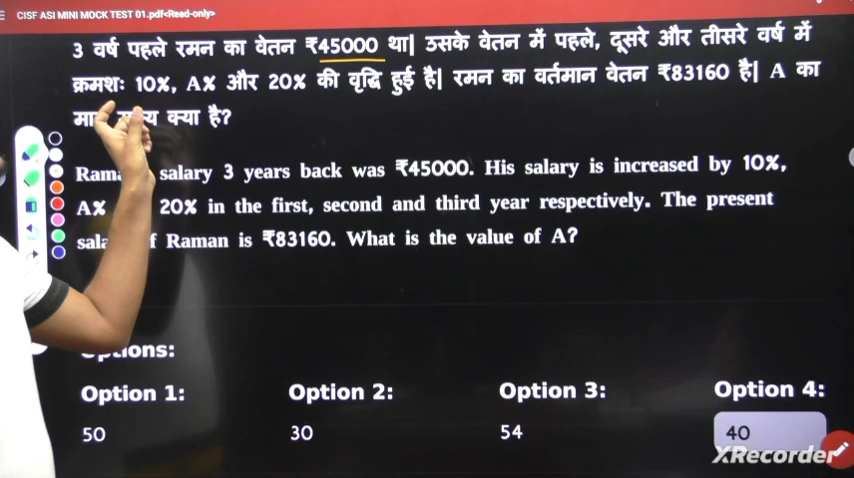 CISF ASI MINI MOCK TEST 01.pdf<Read-only>
3 वर्ष पहले रमन का वेतन ₹45000 था| उसके वेतन में पहले, दूसरे और तीसरे वर्ष में
क्रमशः 10%, A% और 20% की वृद्धि हुई है| रमन का वर्तमान वेतन ₹83160 है| A का
क्या है?
salary 3 years back was ₹45000. His salary is increased by 10%,
A% 20% in the first, second and third year respectively. The present
Raman is ₹83160. What is the value of A?
Option 1: Option 2: Option 3: Option 4:
50 30 54 40
XRecorder